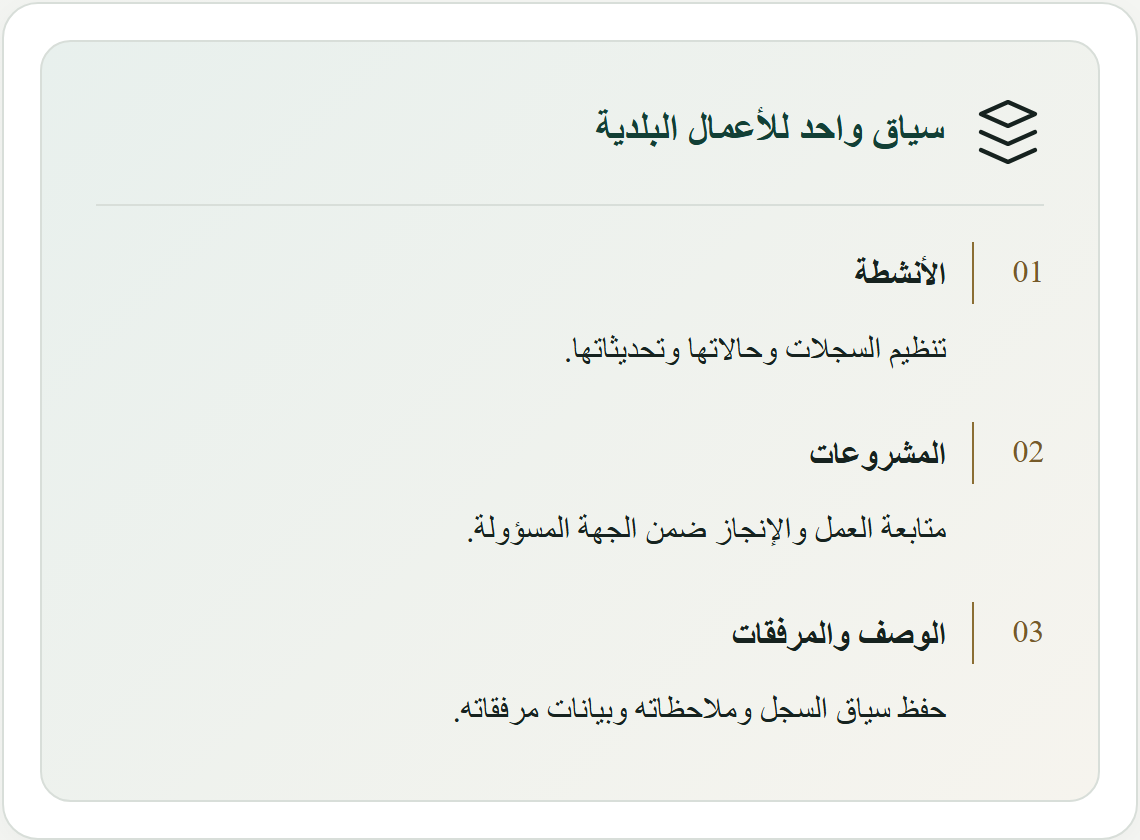 سياق واحد للأعمال البلدية
01
الأنشطة
تنظيم السجلات وحالاتها وتحديثاتها.
02
المشروعات
متابعة العمل والإنجاز ضمن الجهة المسؤولة.
03
الوصف والمرفقات
حفظ سياق السجل وملاحظاته وبيانات مرفقاته.